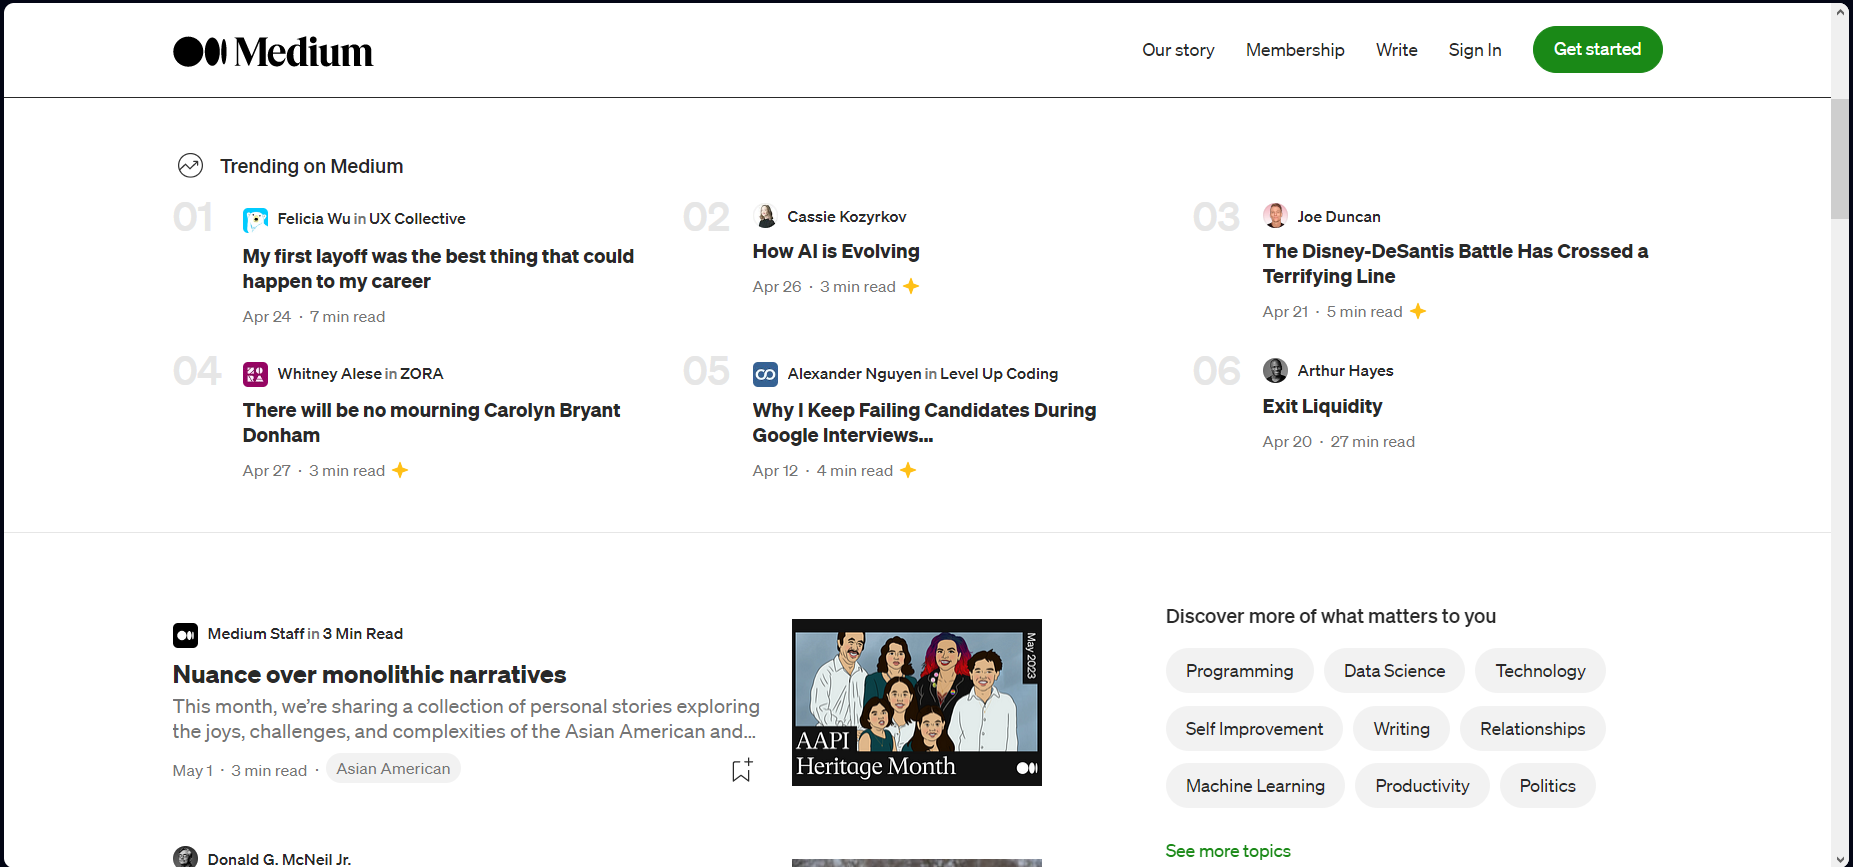 Medium
Our story
Membership
Write
Sign In
Get started
Trending on Medium
01
Felicia Wu in UX Collective
My first layoff was the best thing that could
happen to my career
Apr 24 · 7 min read
02
Cassie Kozyrkov
How AI is Evolving
Apr 26 · 3 min read
03
Joe Duncan
The Disney-DeSantis Battle Has Crossed a
Terrifying Line
Apr 21 · 5 min read
04
ZORA
Whitney Alese in ZORA
There will be no mourning Carolyn Bryant
Donham
Apr 27 · 3 min read
05
Alexander Nguyen in Level Up Coding
Why I Keep Failing Candidates During
Google Interviews...
Apr 12 · 4 min read
06
Arthur Hayes
Exit Liquidity
Apr 20 · 27 min read
Medium Staff in 3 Min Read
Nuance over monolithic narratives
This month, we're sharing a collection of personal stories exploring
the joys, challenges, and complexities of the Asian American and...
May 1 · 3 min read · Asian American
May 2023
AAPI
Heritage Month
Discover more of what matters to you
Programming
Data Science
Technology
Self Improvement
Writing
Relationships
Machine Learning
Productivity
Politics
See more topics
Donald G. McNeil Jr.